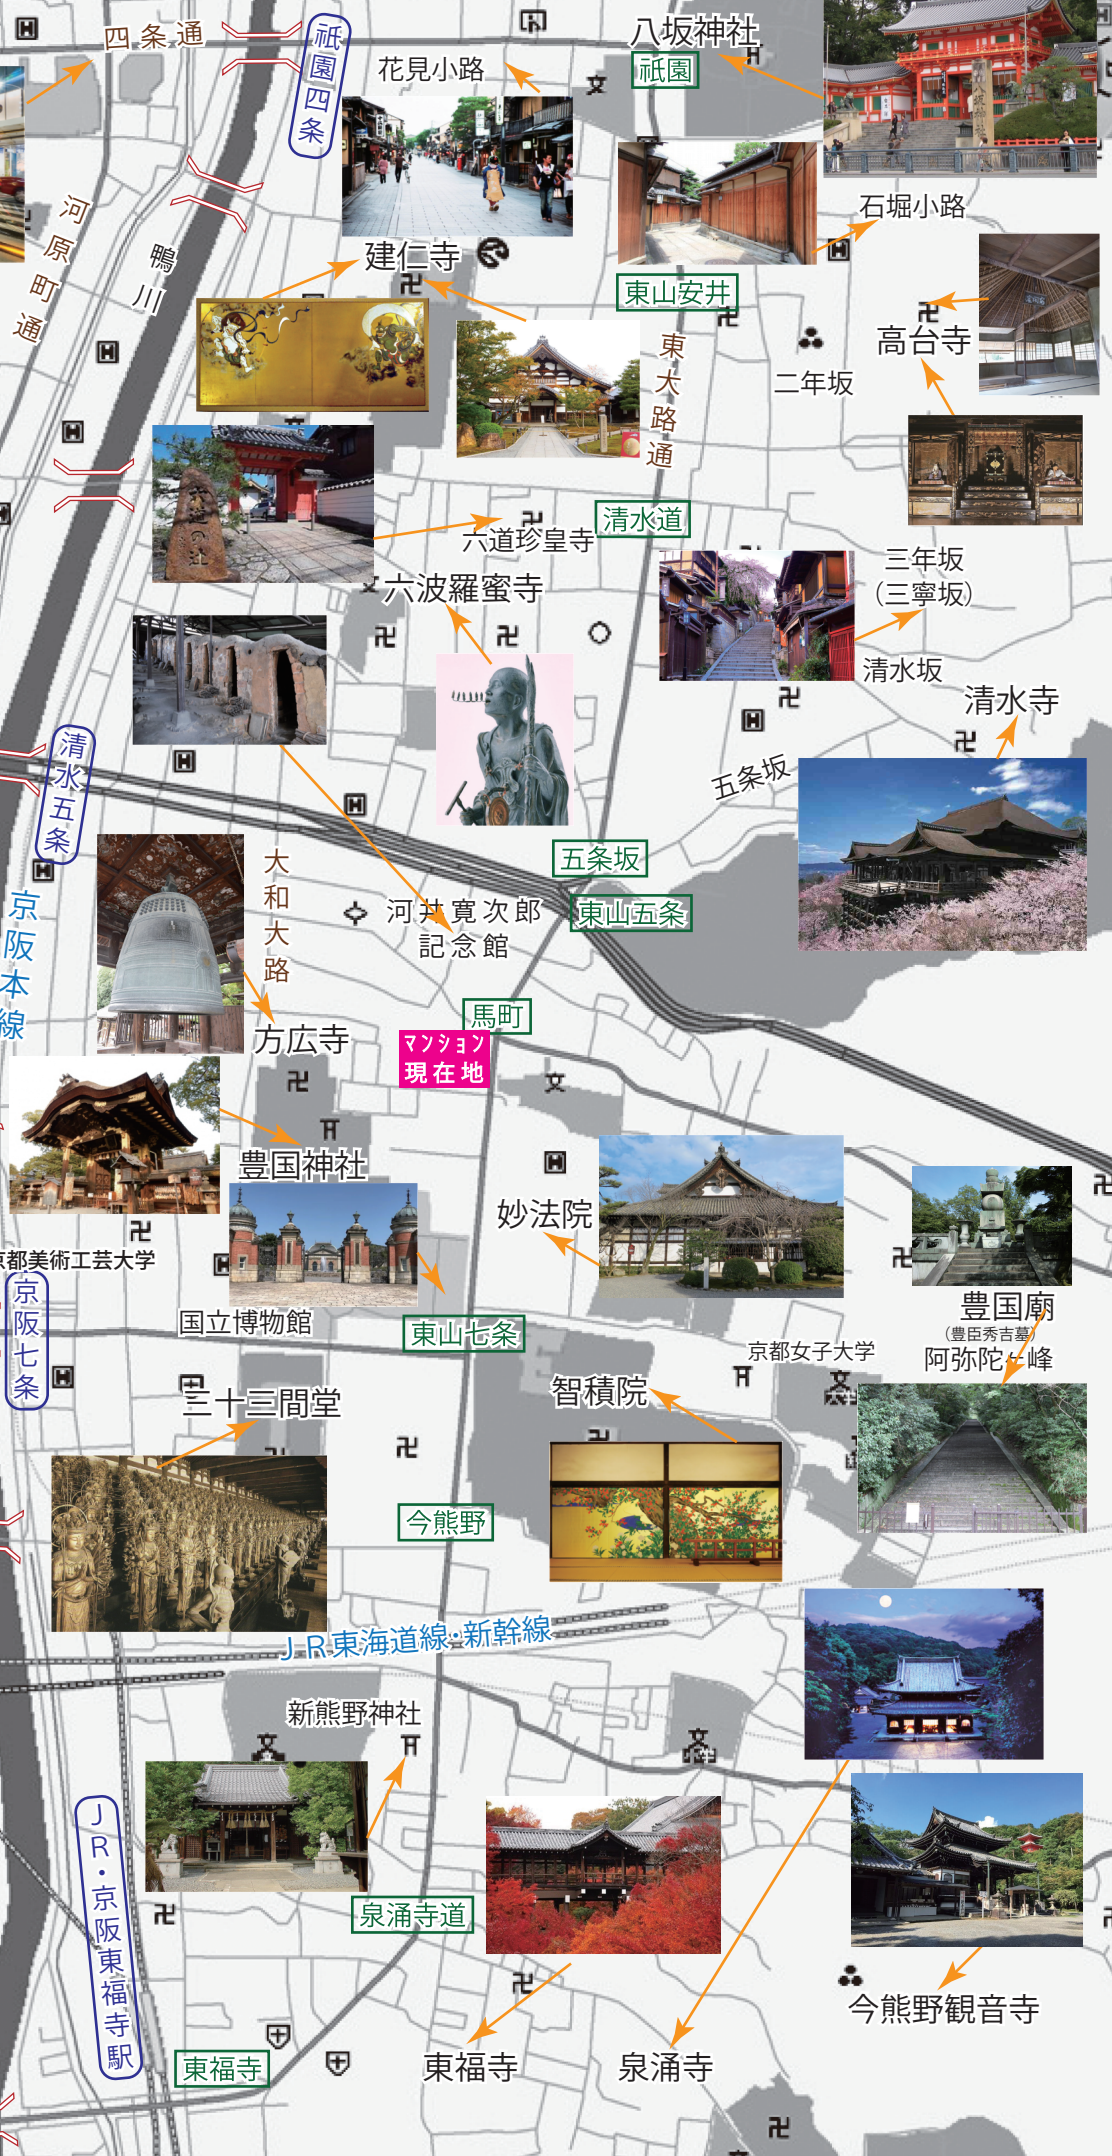 四条通
祇園四条
八坂神社
祇園
花見小路
石堀小路
河原町通
鴨川
建仁寺
東山安井
高台寺
東大路通
二年坂
六道の辻
六道珍皇寺
清水道
三年坂
（三寧坂）
六波羅蜜寺
清水坂
清水寺
清水五条
五条坂
五条坂
大和大路
河井寛次郎
記念館
東山五条
京阪本線
馬町
マンション
現在地
方広寺
豊国神社
妙法院
京都美術工芸大学
京阪七条
国立博物館
東山七条
豊国廟
（豊臣秀吉墓）
阿弥陀ヶ峰
京都女子大学
三十三間堂
智積院
今熊野
ＪＲ東海道線・新幹線
新熊野神社
ＪＲ・京阪東福寺駅
泉涌寺道
今熊野観音寺
東福寺
東福寺
泉涌寺